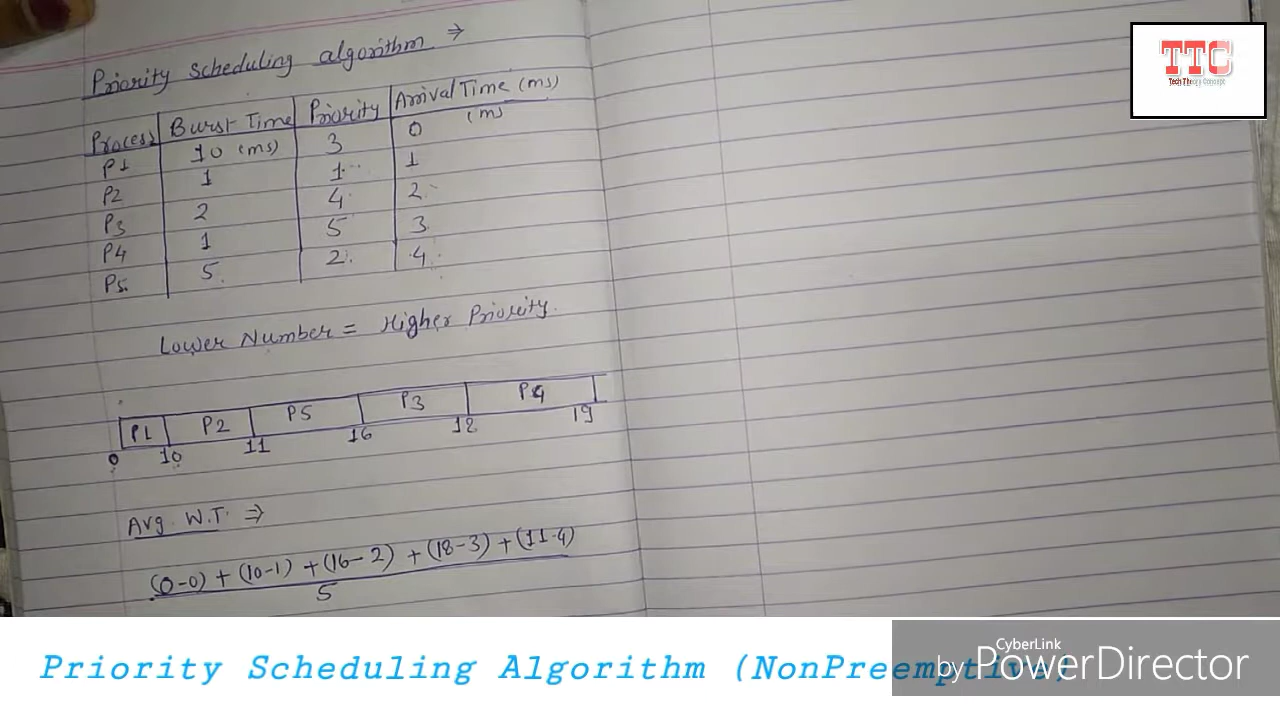 Priority Scheduling algorithm ⇒
TTC
Tech Theory Concept
Process Burst Time Priority Arrival Time (ms)
P1 10 (ms) 3 0 (ms
P2 1 1 1
P3 2 4 2
P4 1 5 3
P5 5 2 4
Lower Number = Higher Priority.
P1 P2 P5 P3 P4
0 10 11 16 18 19
Avg. W.T. ⇒
(0-0) + (10-1) + (16-2) + (18-3) + (11-4)
5
Priority Scheduling Algorithm (NonPreemptive)
CyberLink
by PowerDirector